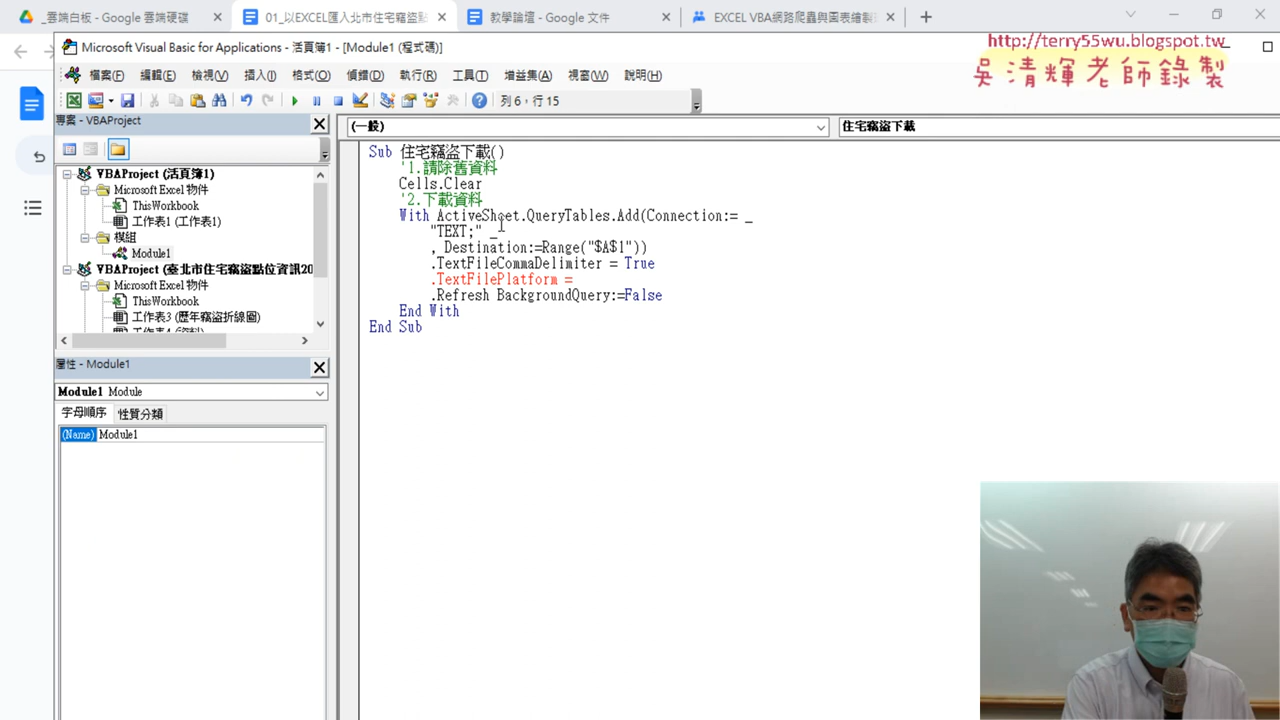 _雲端白板 - Google 雲端硬碟
01_以EXCEL匯入北市住宅竊盜點
教學論壇 - Google 文件
EXCEL VBA網路爬蟲與圖表繪製
http://terry55wu.blogspot.tw
吳清輝老師錄製
Microsoft Visual Basic for Applications - 活頁簿1 - [Module1 (程式碼)]
檔案(F) 編輯(E) 檢視(V) 插入(I) 格式(O) 偵錯(D) 執行(R) 工具(T) 增益集(A) 視窗(W) 說明(H)
列 6，行 15
專案 - VBAProject
(一般)
住宅竊盜下載
VBAProject (活頁簿1)
Microsoft Excel 物件
ThisWorkbook
工作表1 (工作表1)
模組
Module1
VBAProject (臺北市住宅竊盜點位資訊20
Microsoft Excel 物件
ThisWorkbook
工作表3 (歷年竊盜折線圖)
Sub 住宅竊盜下載()
'1.請除舊資料
Cells.Clear
'2.下載資料
With ActiveSheet.QueryTables.Add(Connection:= _
"TEXT;" _
, Destination:=Range("$A$1"))
.TextFileCommaDelimiter = True
.TextFilePlatform =
.Refresh BackgroundQuery:=False
End With
End Sub
屬性 - Module1
Module1 Module
字母順序 性質分類
(Name) Module1